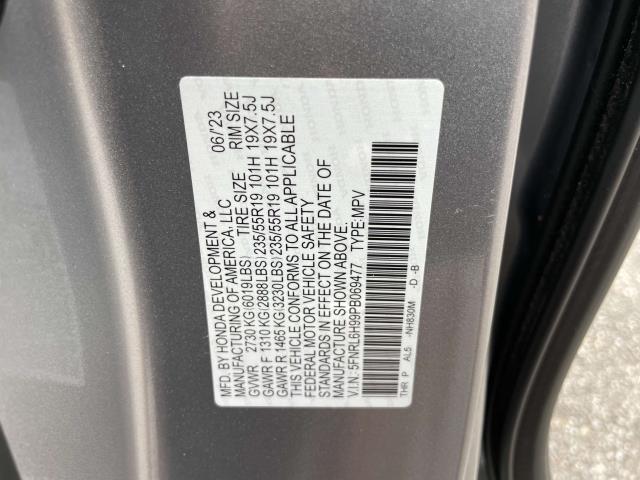 MFD. BY HONDA DEVELOPMENT & 06/'23
MANUFACTURING OF AMERICA, LLC
GVWR 2730 KG(6019LBS) TIRE SIZE RIM SIZE
GAWR F 1310 KG(2888LBS)235/55R19 101H 19X7.5J
GAWR R 1465 KG(3230LBS)235/55R19 101H 19X7.5J
THIS VEHICLE CONFORMS TO ALL APPLICABLE
FEDERAL MOTOR VEHICLE SAFETY
STANDARDS IN EFFECT ON THE DATE OF
MANUFACTURE SHOWN ABOVE.
V.I.N: 5FNRL6H99PB069477 TYPE:MPV
THR P AL5 -NH830M -D -B